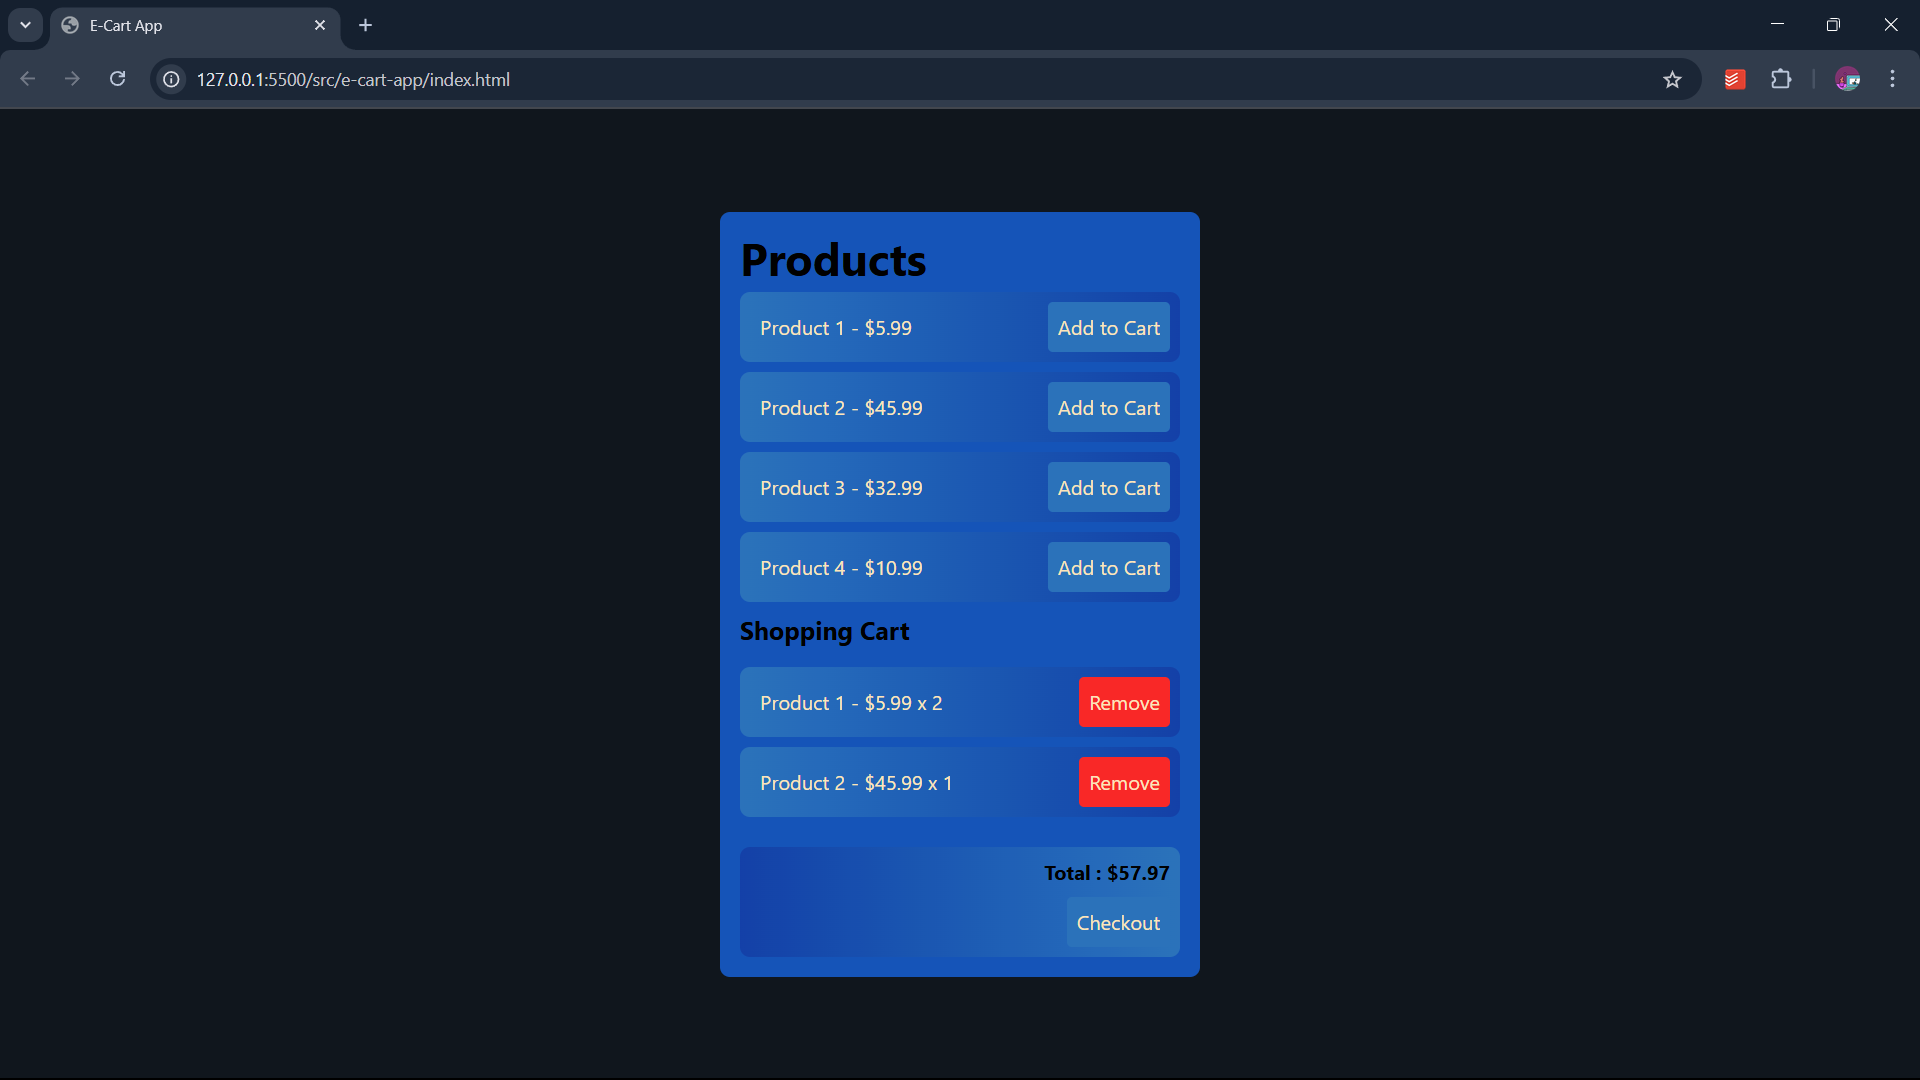 E-Cart App
127.0.0.1:5500/src/e-cart-app/index.html
Products
Product 1 - $5.99 Add to Cart
Product 2 - $45.99 Add to Cart
Product 3 - $32.99 Add to Cart
Product 4 - $10.99 Add to Cart
Shopping Cart
Product 1 - $5.99 x 2 Remove
Product 2 - $45.99 x 1 Remove
Total : $57.97
Checkout